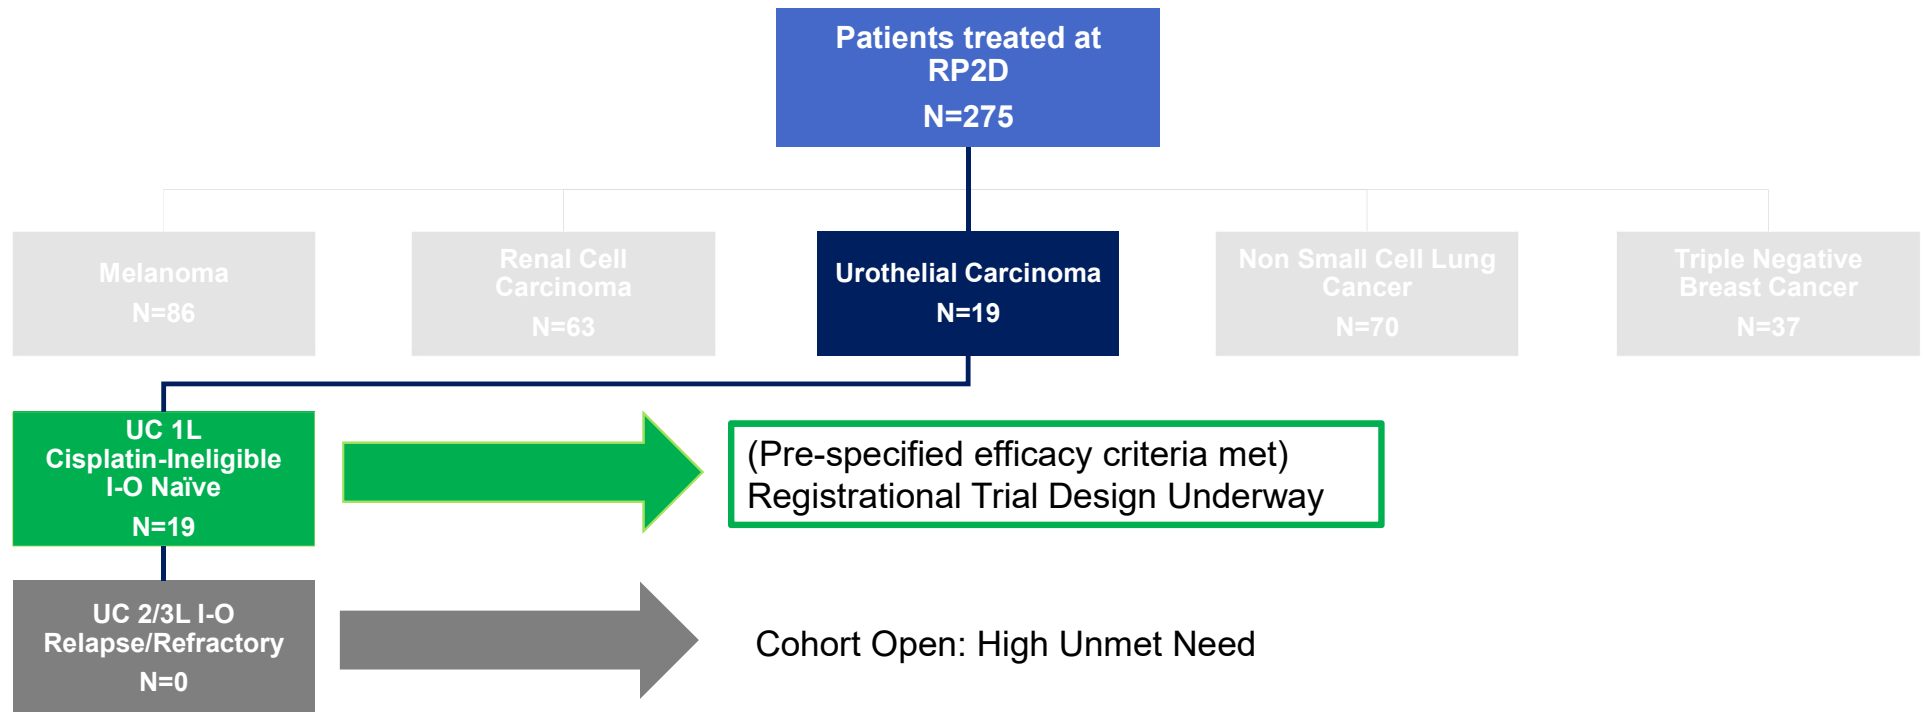 Patients treated at
RP2D
N=275
Melanoma
N=86
Renal Cell
Carcinoma
N=63
Urothelial Carcinoma
N=19
Non Small Cell Lung
Cancer
N=70
Triple Negative
Breast Cancer
N=37
UC 1L
Cisplatin-Ineligible
I-O Naïve
N=19
(Pre-specified efficacy criteria met)
Registrational Trial Design Underway
UC 2/3L I-O
Relapse/Refractory
N=0
Cohort Open: High Unmet Need